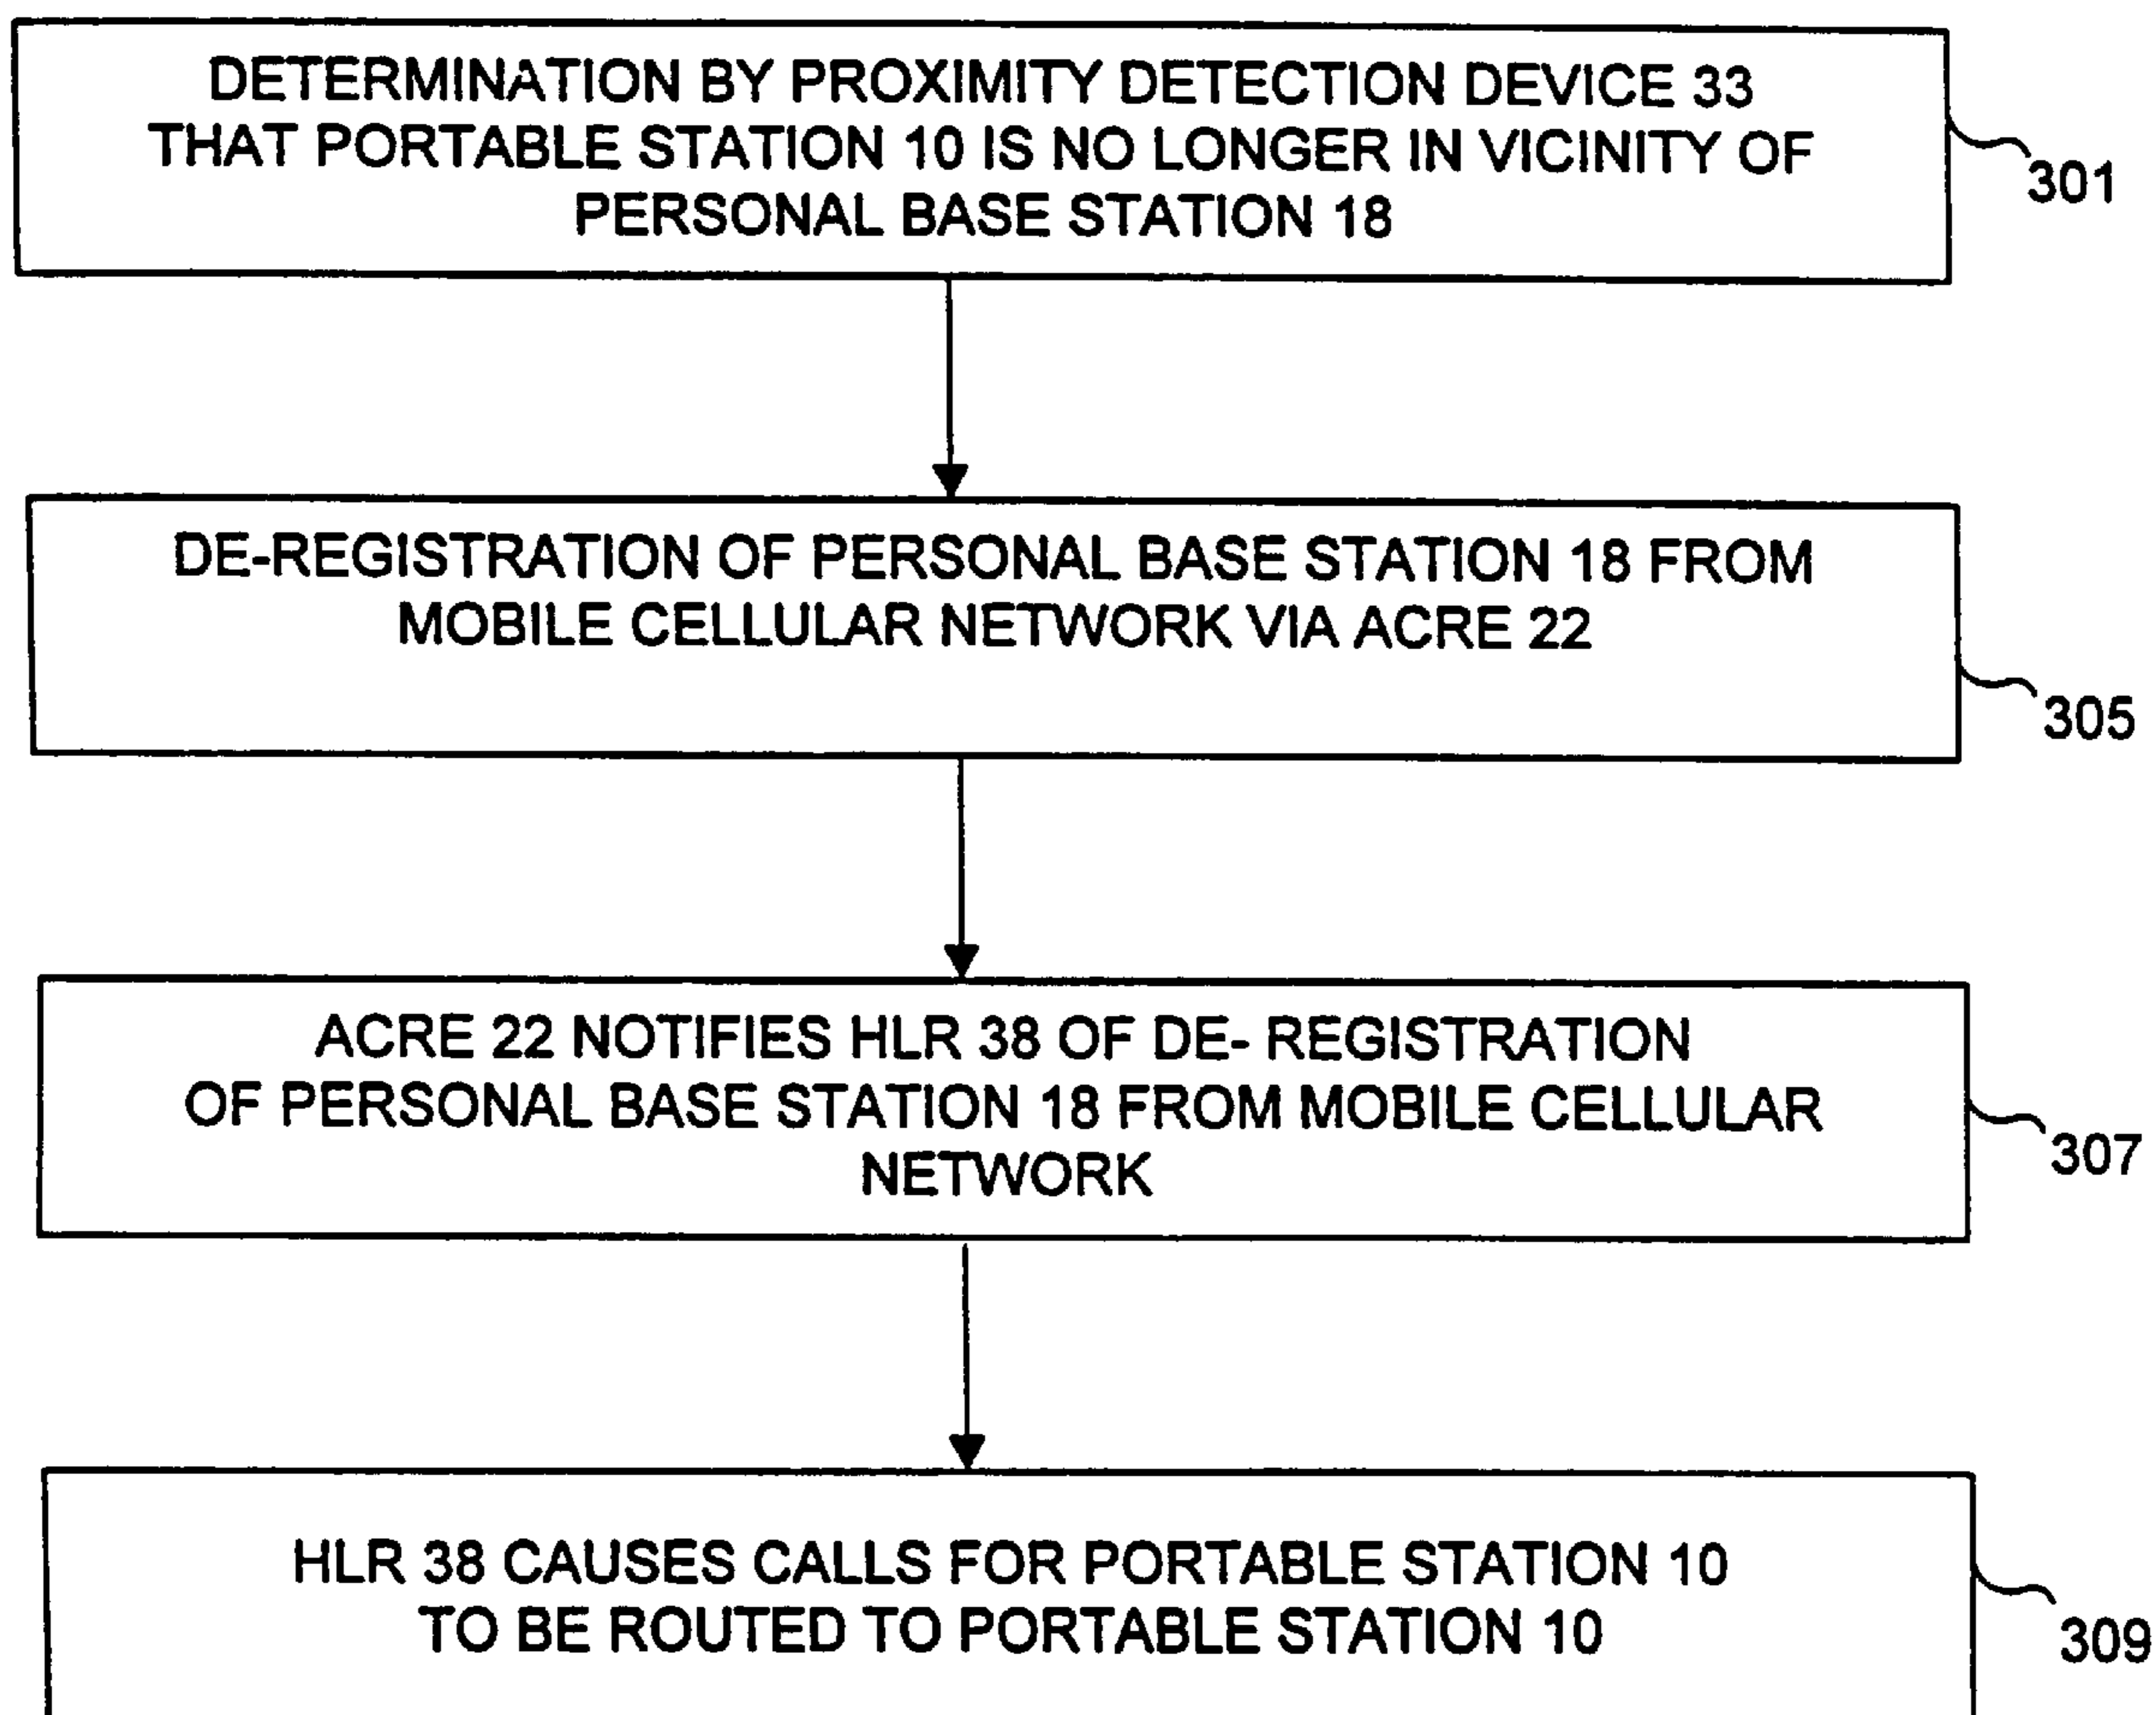 DETERMINATION BY PROXIMITY DETECTION DEVICE 33
THAT PORTABLE STATION 10 IS NO LONGER IN VICINITY OF
PERSONAL BASE STATION 18
301
DE-REGISTRATION OF PERSONAL BASE STATION 18 FROM
MOBILE CELLULAR NETWORK VIA ACRE 22
305
ACRE 22 NOTIFIES HLR 38 OF DE- REGISTRATION
OF PERSONAL BASE STATION 18 FROM MOBILE CELLULAR
NETWORK
307
HLR 38 CAUSES CALLS FOR PORTABLE STATION 10
TO BE ROUTED TO PORTABLE STATION 10
309